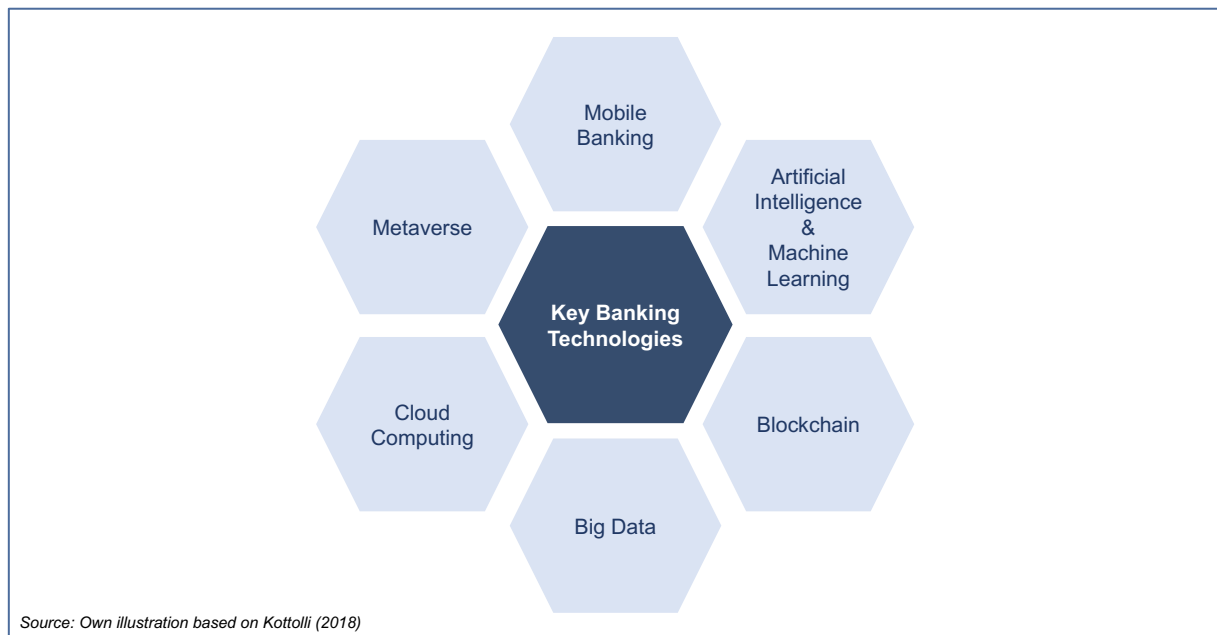 Mobile
Banking
Artificial
Intelligence
&
Machine
Learning
Metaverse
Key Banking
Technologies
Cloud
Computing
Blockchain
Big Data
Source: Own illustration based on Kottolli (2018)